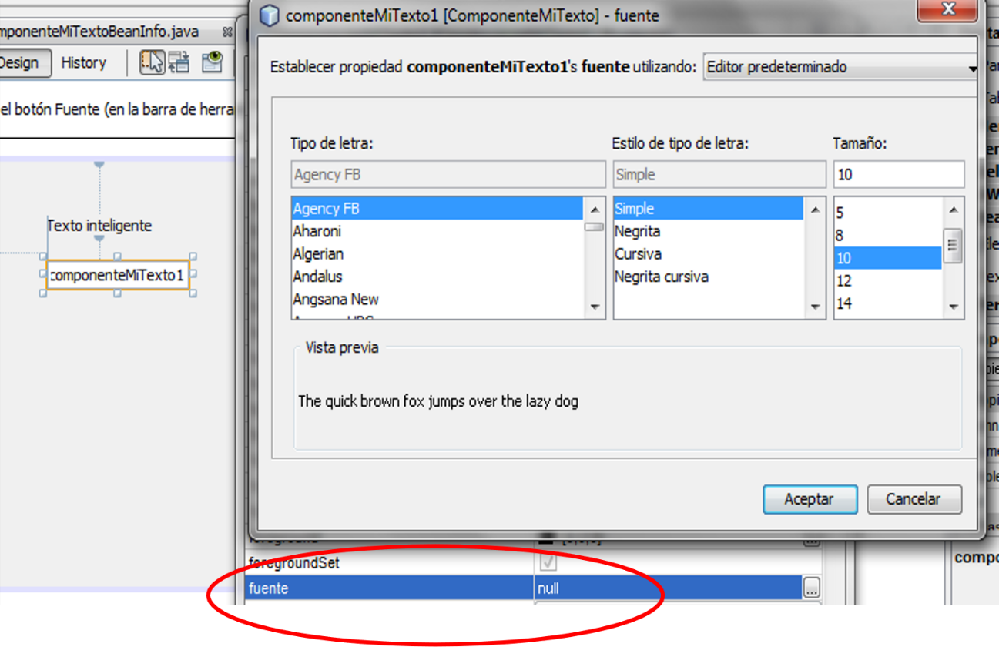 componenteMiTexto1 [ComponenteMiTexto] - fuente
mponenteMiTextoBeanInfo.java
Design History
Establecer propiedad componenteMiTexto1's fuente utilizando: Editor predeterminado
el botón Fuente (en la barra de herra
Tipo de letra: Estilo de tipo de letra: Tamaño:
Agency FB Simple 10
Agency FB Simple 5
Aharoni Negrita 8
Algerian Cursiva 10
Andalus Negrita cursiva 12
Angsana New 14
Texto inteligente
componenteMiTexto1
Vista previa
The quick brown fox jumps over the lazy dog
Aceptar Cancelar
foregroundSet
fuente null ...
compo